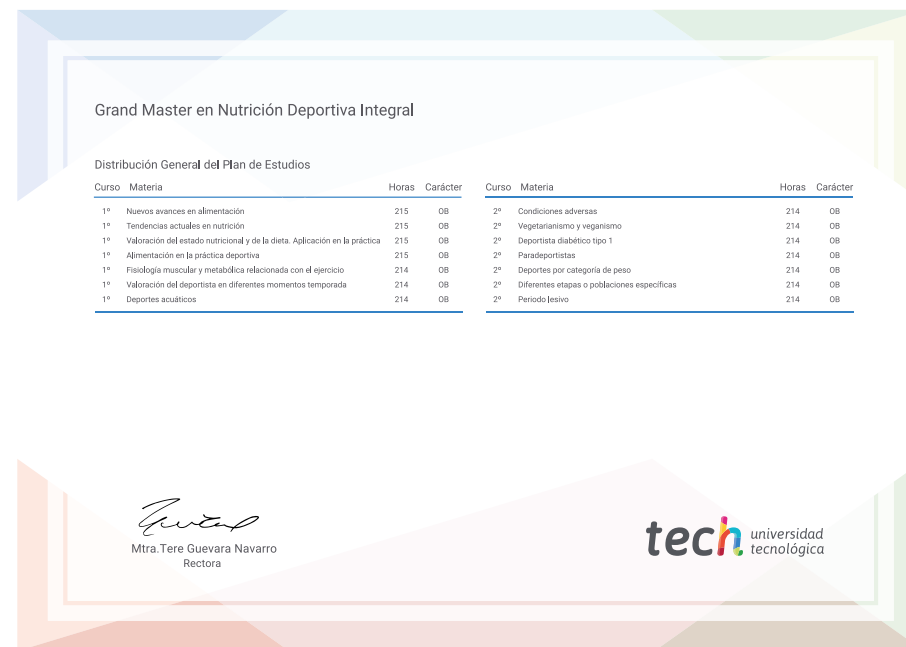 Grand Master en Nutrición Deportiva Integral
Distribución General del Plan de Estudios
Curso Materia Horas Carácter
1º Nuevos avances en alimentación 215 OB
1º Tendencias actuales en nutrición 215 OB
1º Valoración del estado nutricional y de la dieta. Aplicación en la práctica 215 OB
1º Alimentación en la práctica deportiva 215 OB
1º Fisiología muscular y metabólica relacionada con el ejercicio 214 OB
1º Valoración del deportista en diferentes momentos temporada 214 OB
1º Deportes acuáticos 214 OB
Curso Materia Horas Carácter
2º Condiciones adversas 214 OB
2º Vegetarianismo y veganismo 214 OB
2º Deportista diabético tipo 1 214 OB
2º Paradeportistas 214 OB
2º Deportes por categoría de peso 214 OB
2º Diferentes etapas o poblaciones específicas 214 OB
2º Periodo lesivo 214 OB
Mtra.Tere Guevara Navarro
Rectora
tech universidad
tecnológica